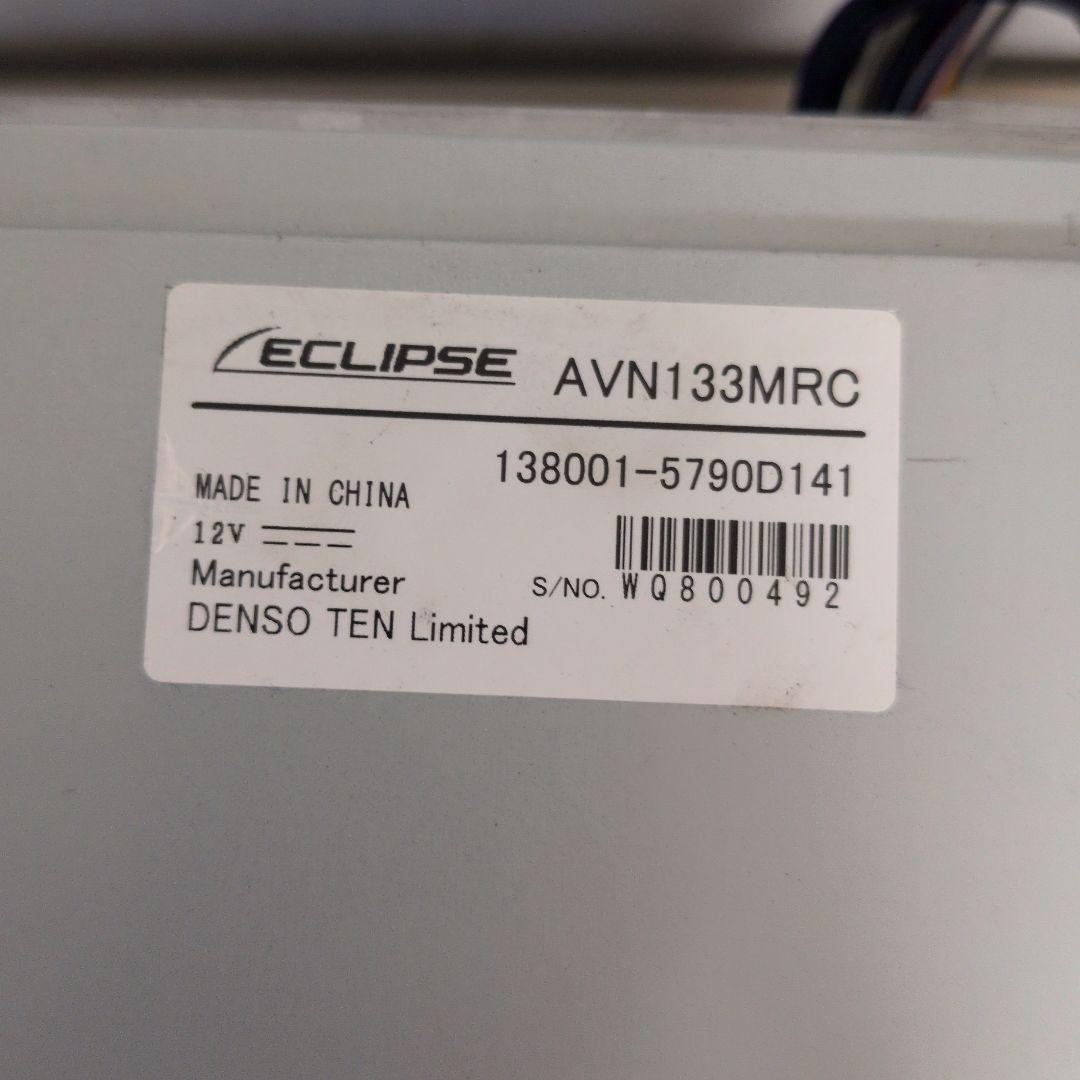 ECLIPSE AVN133MRC
138001-5790D141
MADE IN CHINA
12V
Manufacturer
DENSO TEN Limited
S/NO. WQ800492